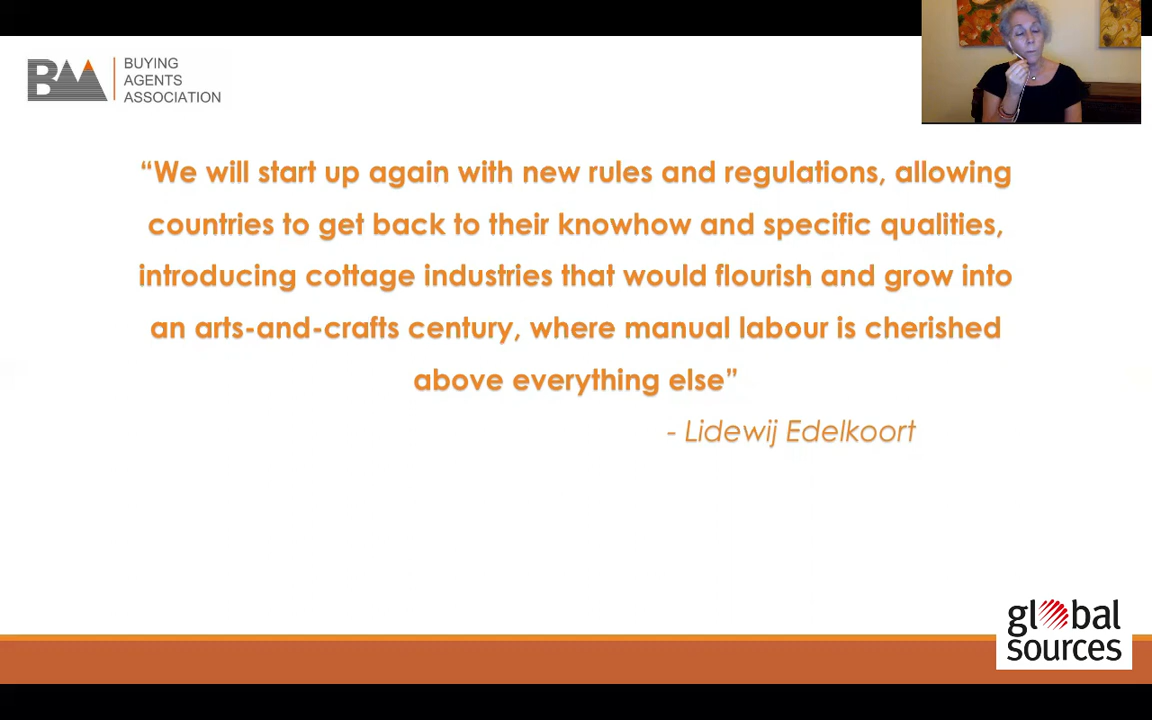 BAA
BUYING
AGENTS
ASSOCIATION
“We will start up again with new rules and regulations, allowing
countries to get back to their knowhow and specific qualities,
introducing cottage industries that would flourish and grow into
an arts-and-crafts century, where manual labour is cherished
above everything else”
- Lidewij Edelkoort
global
sources